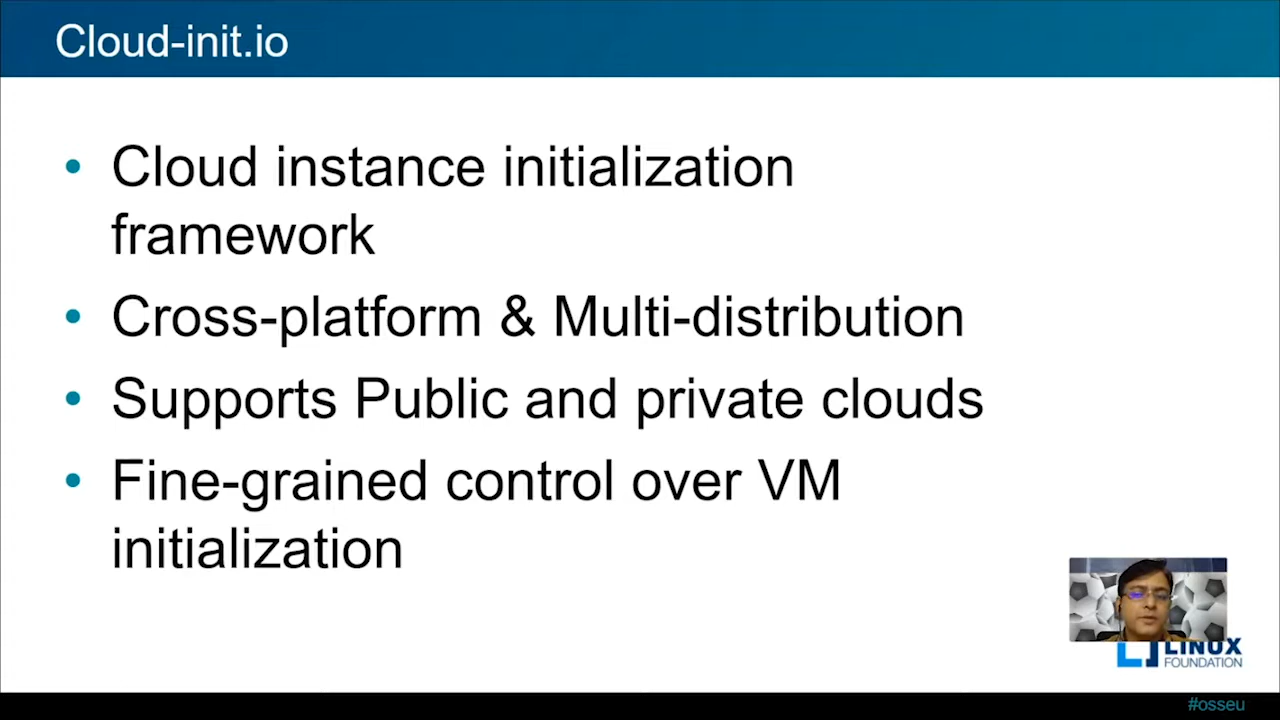 Cloud-init.io
• Cloud instance initialization
framework
• Cross-platform & Multi-distribution
• Supports Public and private clouds
• Fine-grained control over VM
initialization
LINUX
FOUNDATION
#osseu